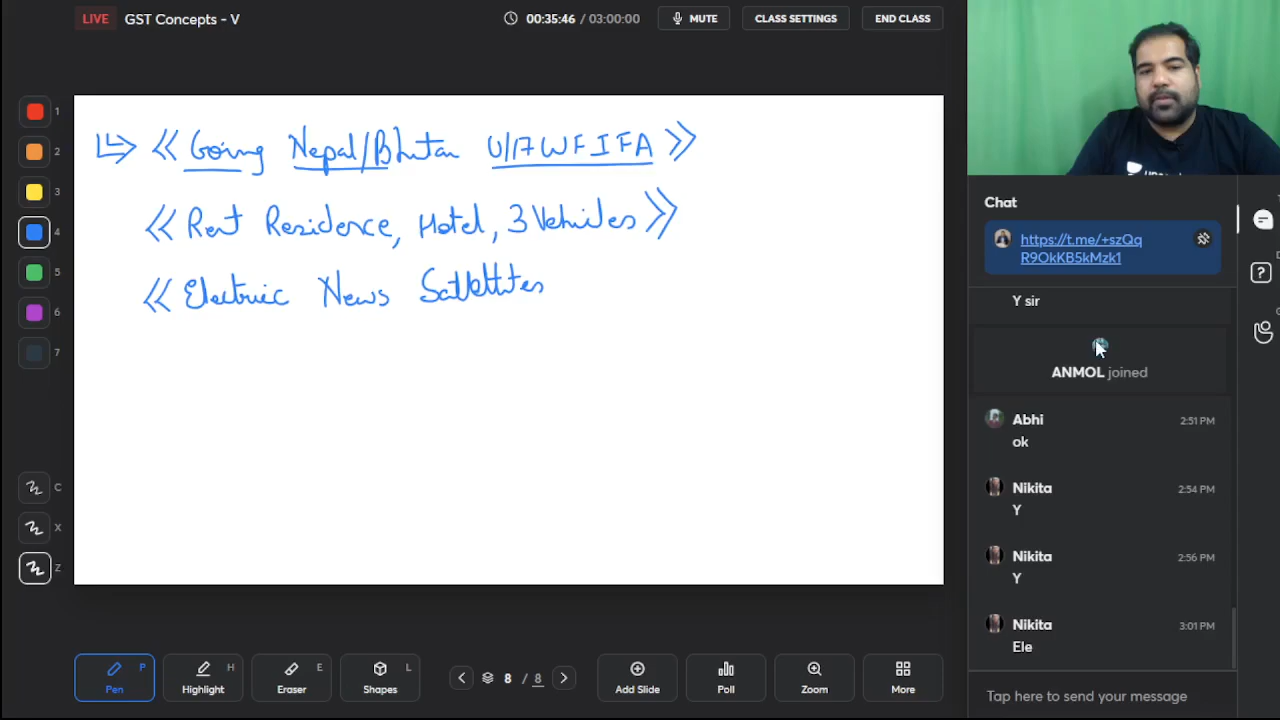 LIVE GST Concepts - V 00:35:46 / 03:00:00 MUTE CLASS SETTINGS END CLASS
1
2
3
4
5
6
7
C
X
Z
↳> << Going Nepal/Bhutan U/17 W F I F A >>
<< Rent Residence, Hotel, 3 Vehicles >>
<< Electric News Satellites
Chat
https://t.me/+szQq
R9OkKB5kMzk1
Y sir
ANMOL joined
Abhi 2:51 PM
ok
Nikita 2:54 PM
Y
Nikita 2:56 PM
Y
Nikita 3:01 PM
Ele
Tap here to send your message
P H E L
Pen Highlight Eraser Shapes 8 / 8 Add Slide Poll Zoom More